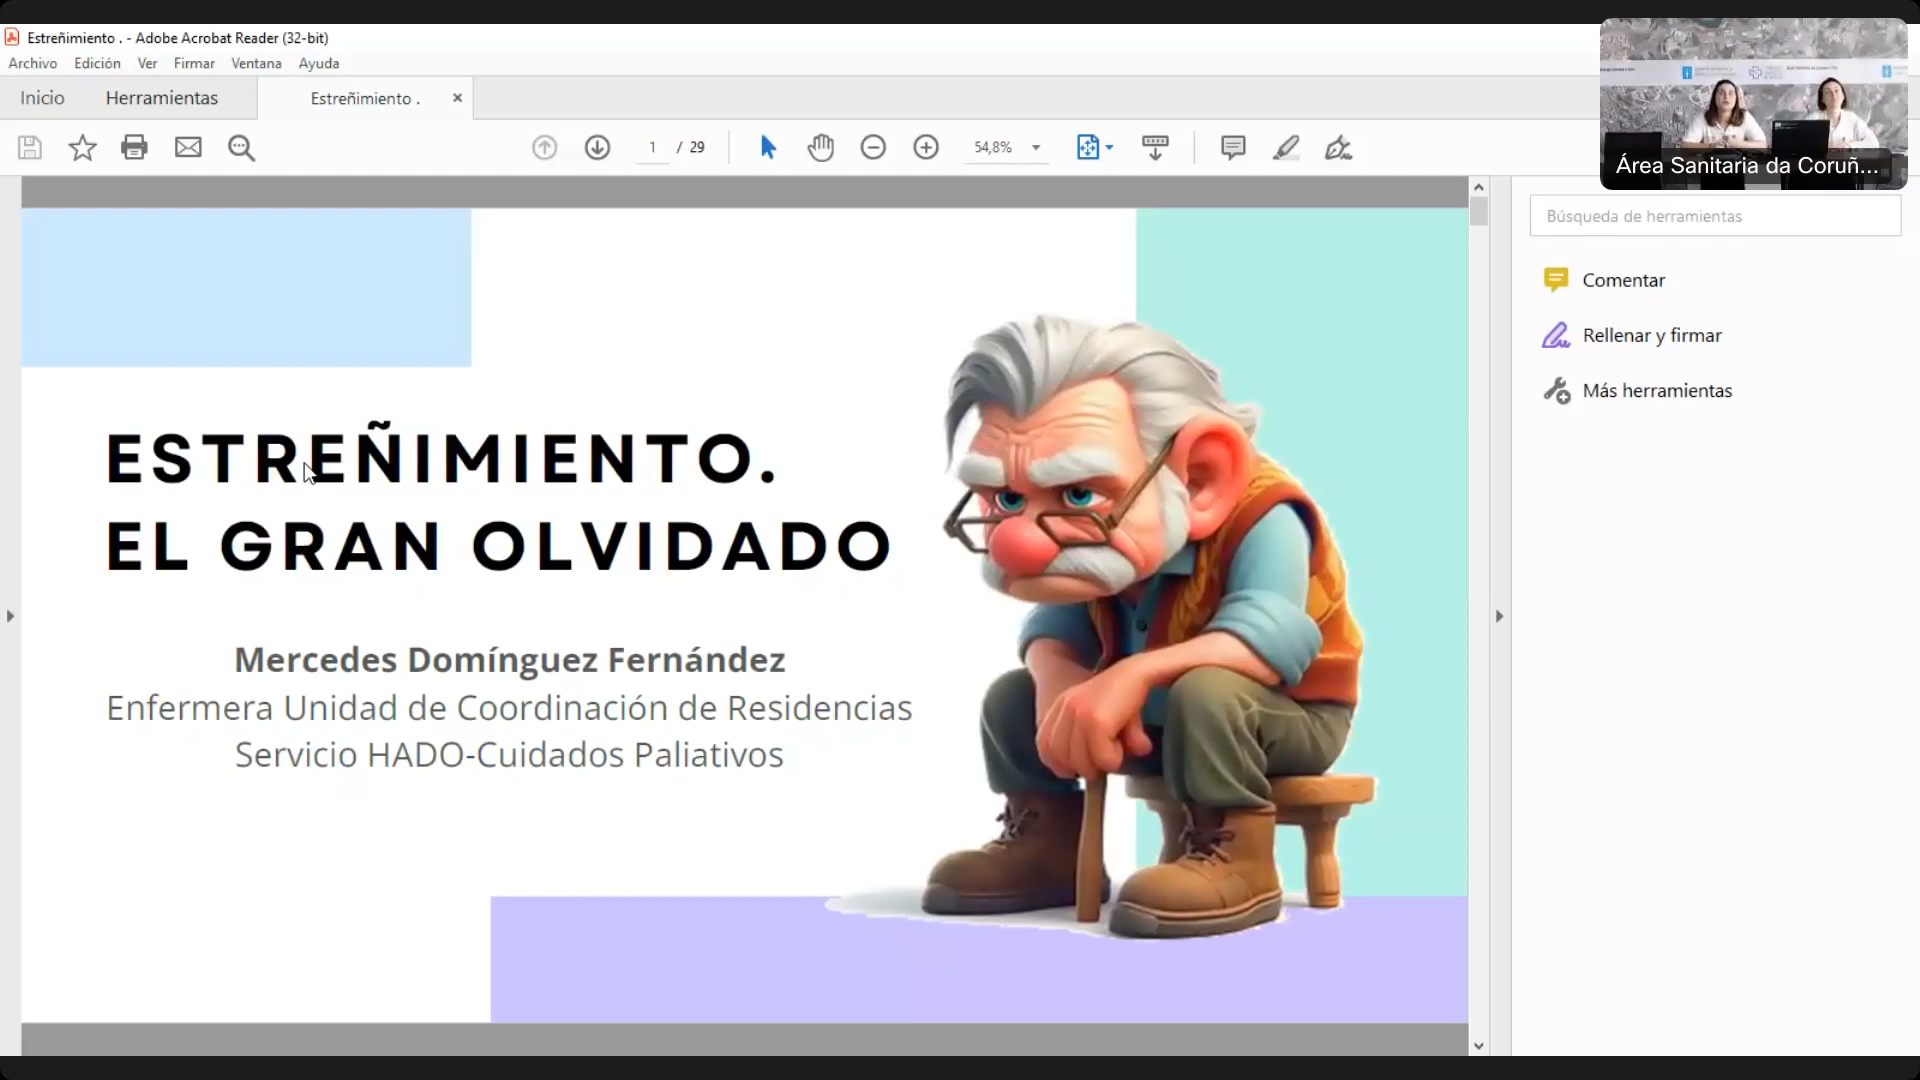 Estreñimiento . - Adobe Acrobat Reader (32-bit)
Archivo Edición Ver Firmar Ventana Ayuda
Inicio Herramientas Estreñimiento .
1 / 29 54,8%
Área Sanitaria da Coruñ...
Búsqueda de herramientas
Comentar
Rellenar y firmar
Más herramientas
ESTREÑIMIENTO.
EL GRAN OLVIDADO
Mercedes Domínguez Fernández
Enfermera Unidad de Coordinación de Residencias
Servicio HADO-Cuidados Paliativos